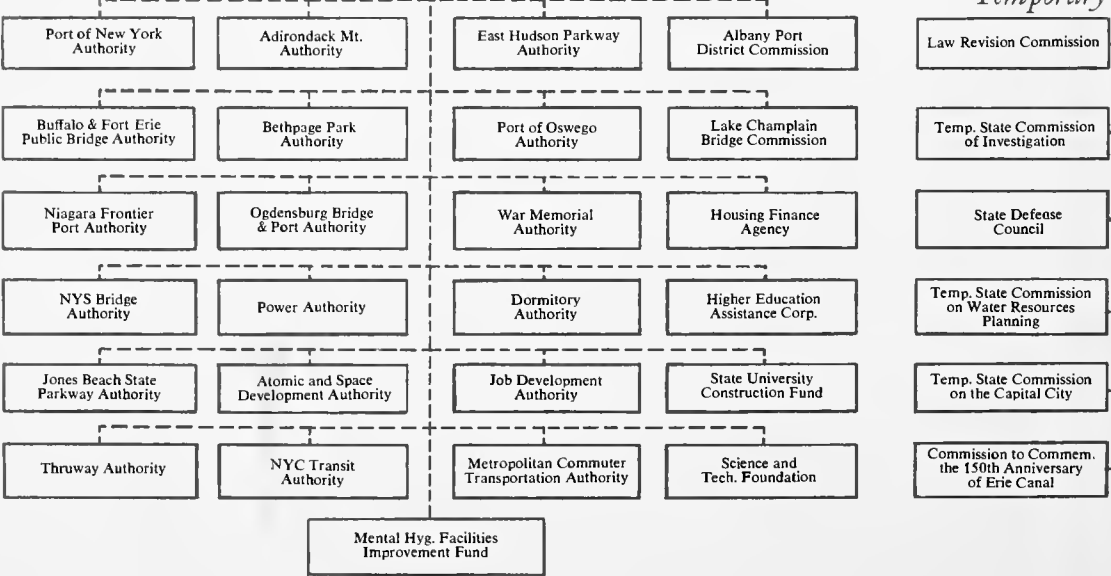 Temporary
Port of New York
Authority
Adirondack Mt.
Authority
East Hudson Parkway
Authority
Albany Port
District Commission
Law Revision Commission
Buffalo & Fort Erie
Public Bridge Authority
Bethpage Park
Authority
Port of Oswego
Authority
Lake Champlain
Bridge Commission
Temp. State Commission
of Investigation
Niagara Frontier
Port Authority
Ogdensburg Bridge
& Port Authority
War Memorial
Authority
Housing Finance
Agency
State Defense
Council
NYS Bridge
Authority
Power Authority
Dormitory
Authority
Higher Education
Assistance Corp.
Temp. State Commission
on Water Resources
Planning
Jones Beach State
Parkway Authority
Atomic and Space
Development Authority
Job Development
Authority
State University
Construction Fund
Temp. State Commission
on the Capital City
Thruway Authority
NYC Transit
Authority
Metropolitan Commuter
Transportation Authority
Science and
Tech. Foundation
Commission to Commem.
the 150th Anniversary
of Erie Canal
Mental Hyg. Facilities
Improvement Fund